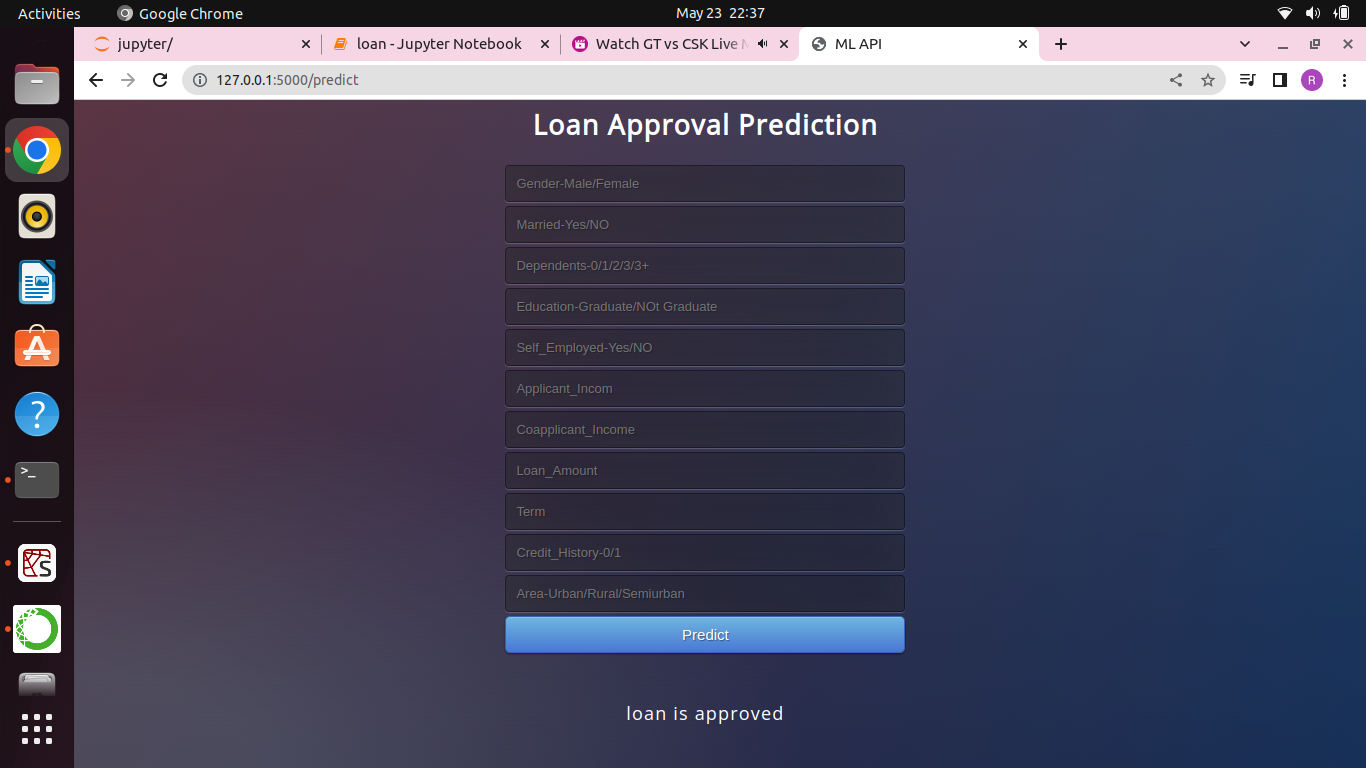 Activities
Google Chrome
May 23 22:37
jupyter/
loan - Jupyter Notebook
Watch GT vs CSK Live
ML API
127.0.0.1:5000/predict
R
Loan Approval Prediction
Gender-Male/Female
Married-Yes/NO
Dependents-0/1/2/3/3+
Education-Graduate/NOt Graduate
Self_Employed-Yes/NO
Applicant_Incom
Coapplicant_Income
Loan_Amount
Term
Credit_History-0/1
Area-Urban/Rural/Semiurban
Predict
loan is approved